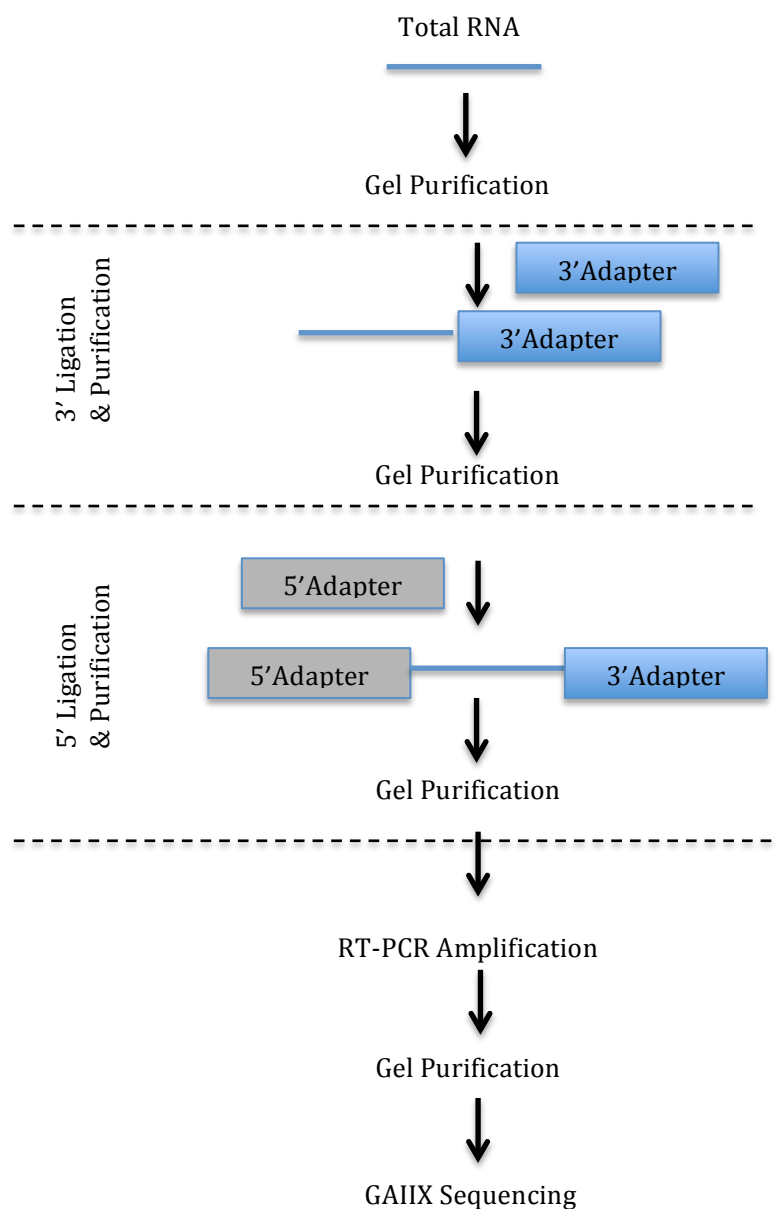 Total RNA
Gel Purification
3'Adapter
3'Adapter
3' Ligation
& Purification
Gel Purification
5'Adapter
5'Adapter
3'Adapter
5' Ligation
& Purification
Gel Purification
RT-PCR Amplification
Gel Purification
GAIIX Sequencing